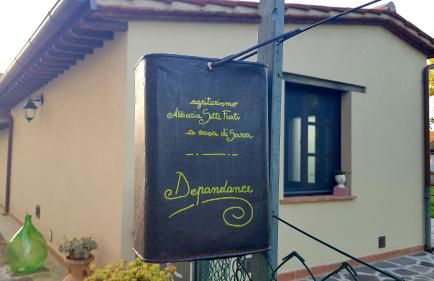 agriturismo
Abbazia Sette Frati
a casa di Sara
Depandance